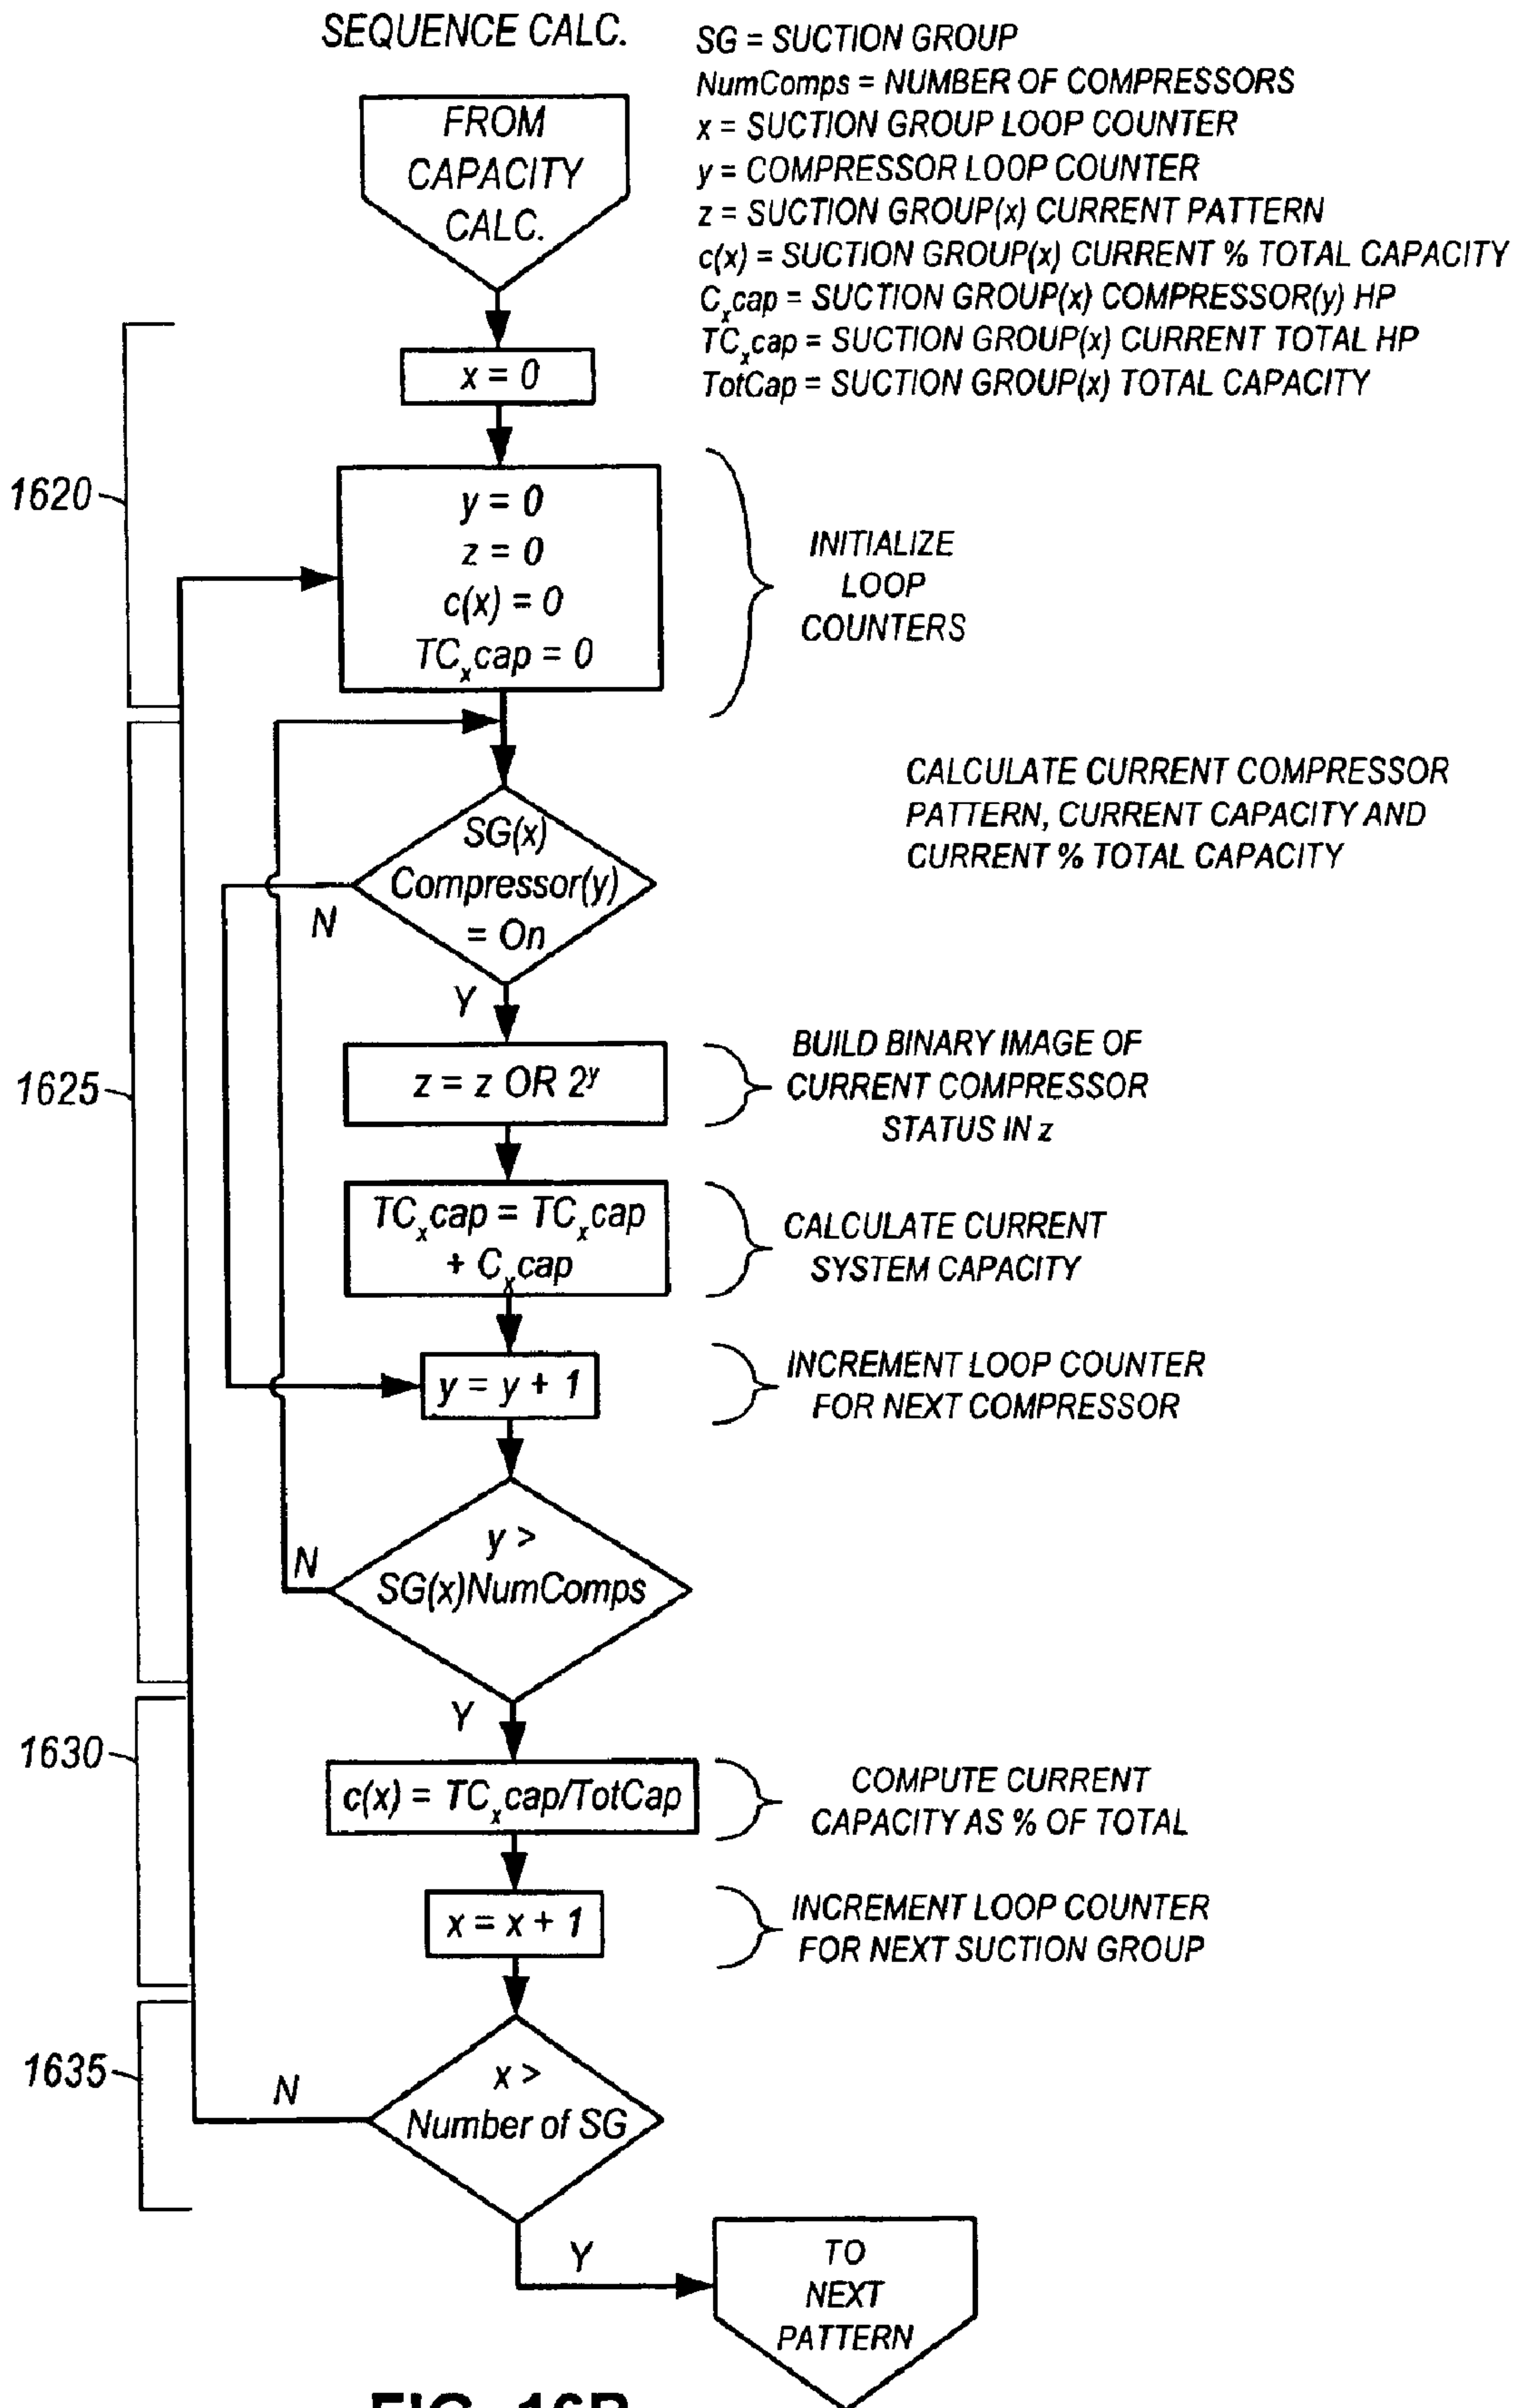 SEQUENCE CALC.
SG = SUCTION GROUP
NumComps = NUMBER OF COMPRESSORS
x = SUCTION GROUP LOOP COUNTER
y = COMPRESSOR LOOP COUNTER
z = SUCTION GROUP(x) CURRENT PATTERN
c(x) = SUCTION GROUP(x) CURRENT % TOTAL CAPACITY
Cₓcap = SUCTION GROUP(x) COMPRESSOR(y) HP
TCₓcap = SUCTION GROUP(x) CURRENT TOTAL HP
TotCap = SUCTION GROUP(x) TOTAL CAPACITY
FROM
CAPACITY
CALC.
x = 0
1620
y = 0
z = 0
c(x) = 0
TCₓcap = 0
INITIALIZE
LOOP
COUNTERS
CALCULATE CURRENT COMPRESSOR
PATTERN, CURRENT CAPACITY AND
CURRENT % TOTAL CAPACITY
SG(x)
Compressor(y)
= On
N
Y
1625
z = z OR 2ʸ
BUILD BINARY IMAGE OF
CURRENT COMPRESSOR
STATUS IN z
TCₓcap = TCₓcap
+ Cₓcap
CALCULATE CURRENT
SYSTEM CAPACITY
y = y + 1
INCREMENT LOOP COUNTER
FOR NEXT COMPRESSOR
y >
SG(x)NumComps
N
Y
1630
c(x) = TCₓcap/TotCap
COMPUTE CURRENT
CAPACITY AS % OF TOTAL
x = x + 1
INCREMENT LOOP COUNTER
FOR NEXT SUCTION GROUP
1635
x >
Number of SG
N
Y
TO
NEXT
PATTERN
FIG. 16B